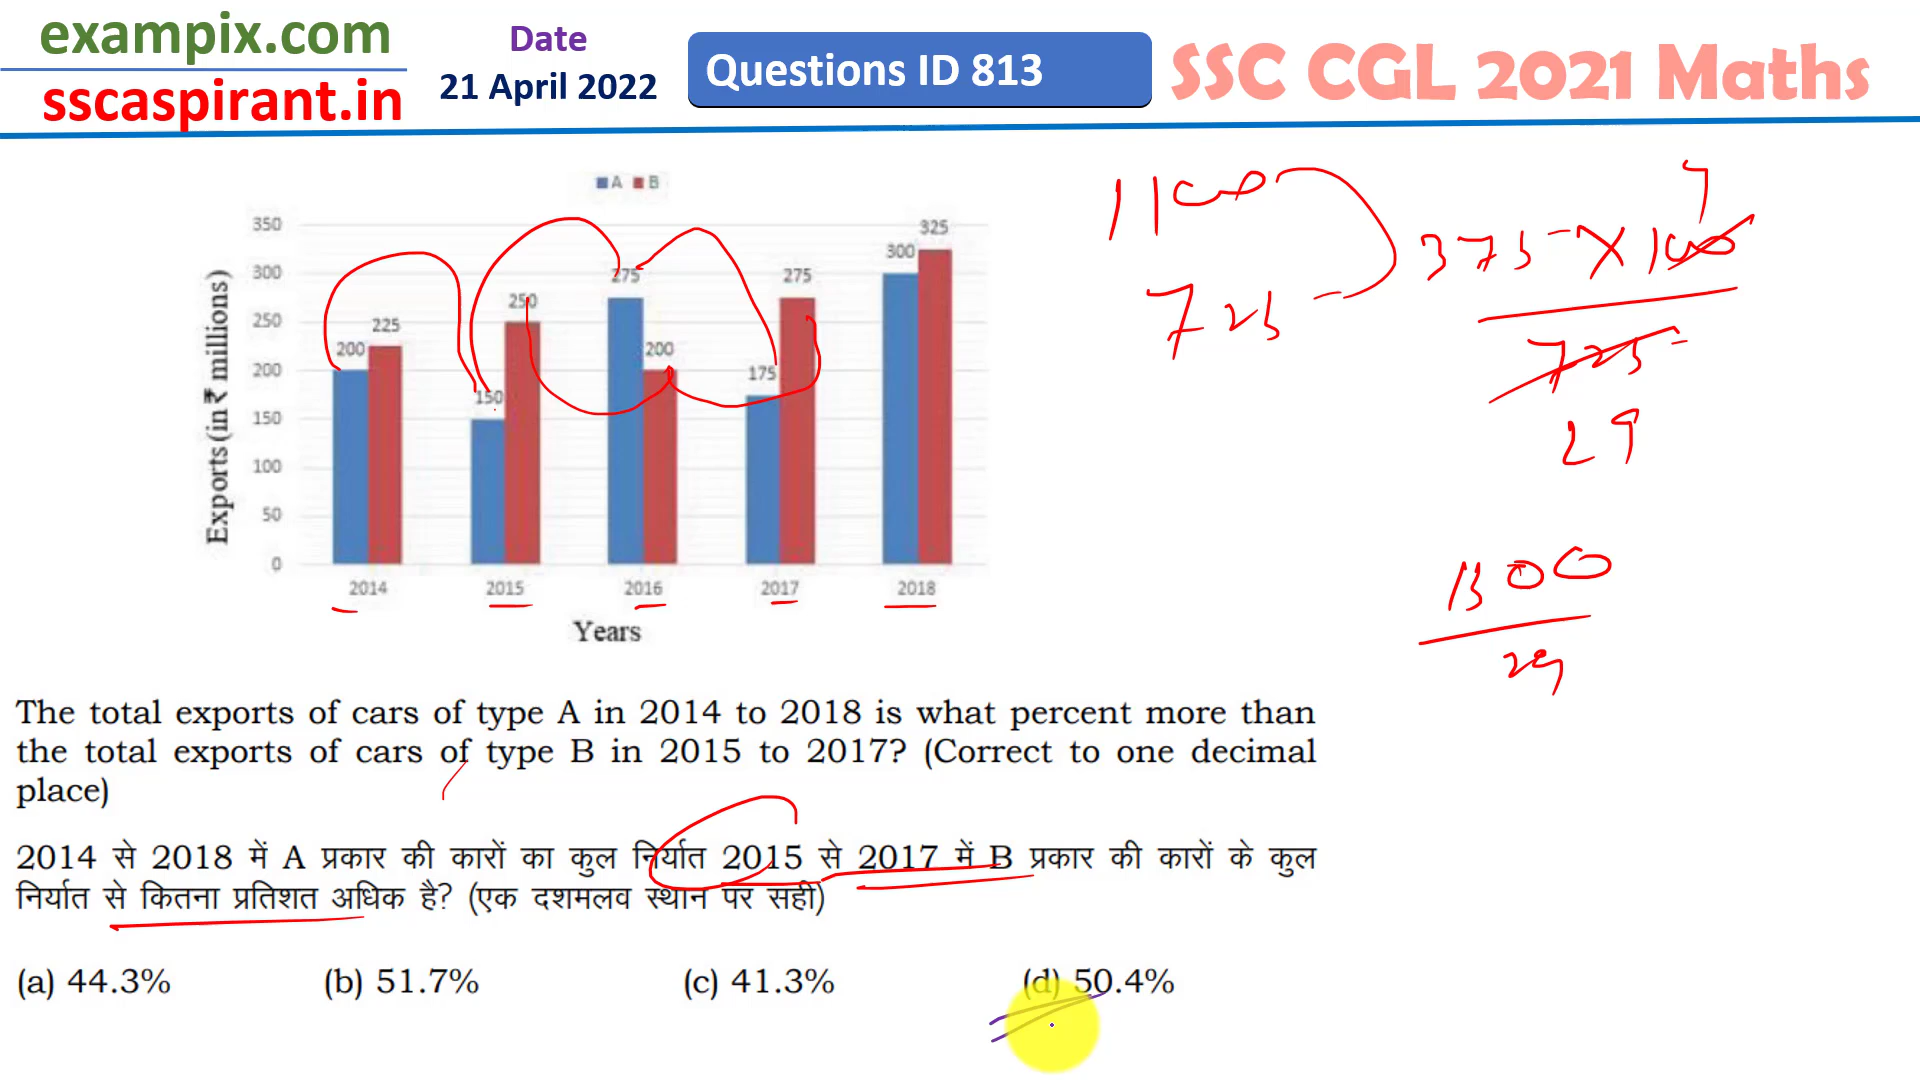 exampix.com
sscaspirant.in
Date
21 April 2022
Questions ID 813
SSC CGL 2021 Maths
A B
350
300
250
200
150
100
50
0
Exports (in ₹ millions)
200 225
150 250
275 200
175 275
300 325
2014 2015 2016 2017 2018
Years
1100
725
375 × 100
725
29
1500
29
The total exports of cars of type A in 2014 to 2018 is what percent more than
the total exports of cars of type B in 2015 to 2017? (Correct to one decimal
place)
2014 से 2018 में A प्रकार की कारों का कुल निर्यात 2015 से 2017 में B प्रकार की कारों के कुल
निर्यात से कितना प्रतिशत अधिक है? (एक दशमलव स्थान पर सही)
(a) 44.3% (b) 51.7% (c) 41.3% (d) 50.4%